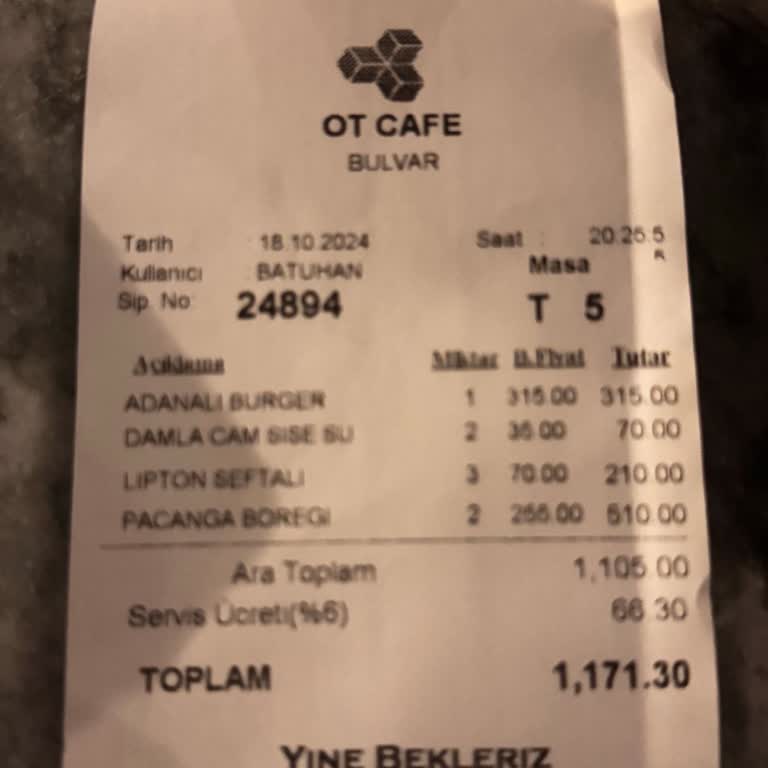 OT CAFE
BULVAR
Tarih : 18.10.2024 Saat : 20:26:5
Kullanıcı : BATUHAN Masa
Sip. No: 24894 T 5
Açıklama Miktar B.Fiyat Tutar
ADANALI BURGER 1 315.00 315.00
DAMLA CAM SISE SU 2 35.00 70.00
LIPTON SEFTALI 3 70.00 210.00
PACANGA BOREGI 2 255.00 510.00
Ara Toplam 1,105.00
Servis Ücreti(%6) 66.30
TOPLAM 1,171.30
YINE BEKLERIZ